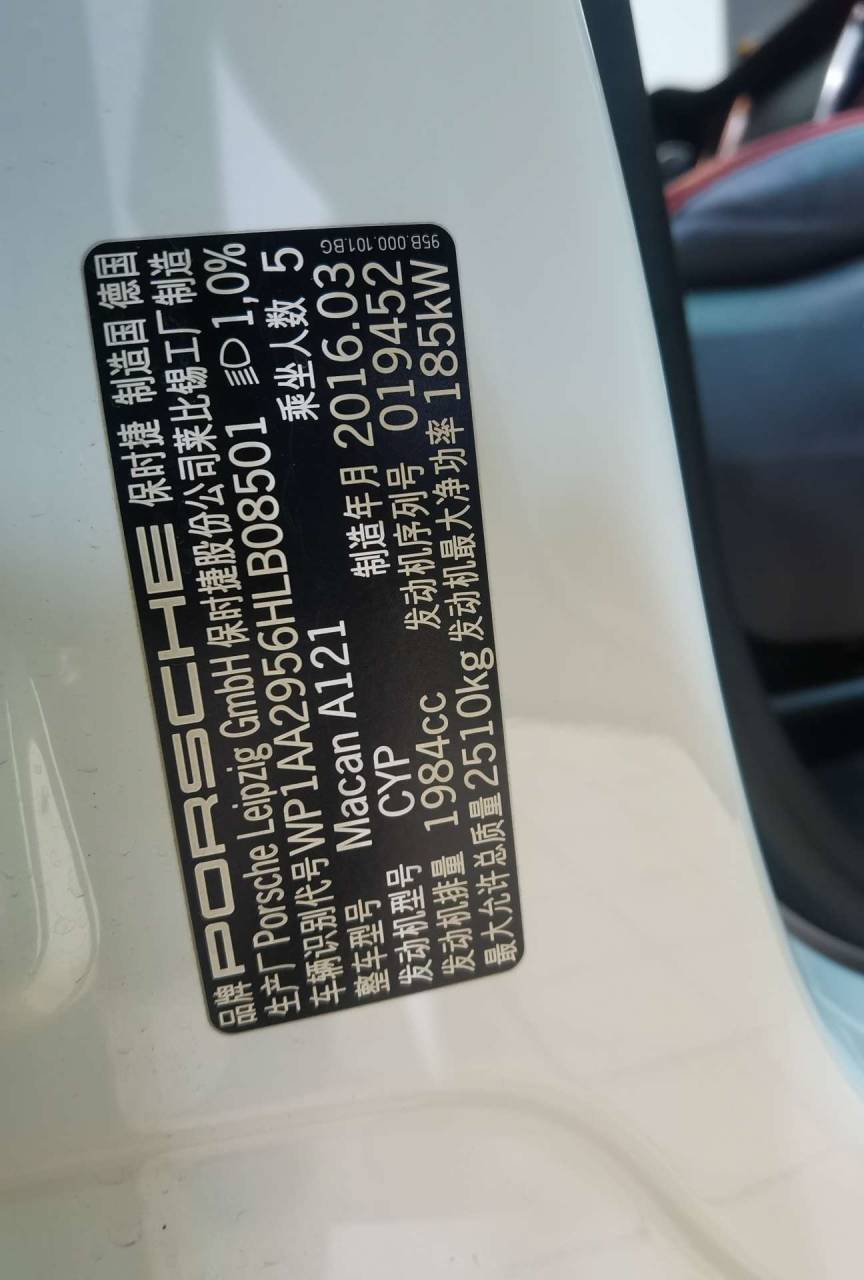 品牌 PORSCHE 保时捷 制造国 德国
生产厂 Porsche Leipzig GmbH 保时捷股份公司莱比锡工厂制造
车辆识别代号 WP1AA2956HLB08501 1,0%
整车型号 Macan A121 乘坐人数 5
发动机型号 CYP 制造年月 2016.03
发动机排量 1984cc 发动机序列号 019452
最大允许总质量 2510kg 发动机最大净功率 185kW
95B.000.101.BG